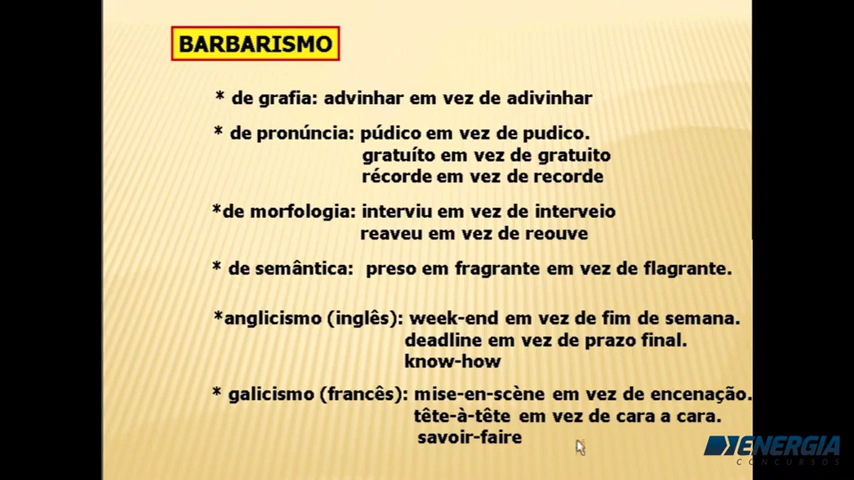 BARBARISMO
* de grafia: advinhar em vez de adivinhar
* de pronúncia: púdico em vez de pudico.
gratuíto em vez de gratuito
récorde em vez de recorde
*de morfologia: interviu em vez de interveio
reaveu em vez de reouve
* de semântica: preso em fragrante em vez de flagrante.
*anglicismo (inglês): week-end em vez de fim de semana.
deadline em vez de prazo final.
know-how
* galicismo (francês): mise-en-scène em vez de encenação.
tête-à-tête em vez de cara a cara.
savoir-faire
ENERGIA
CONCURSOS